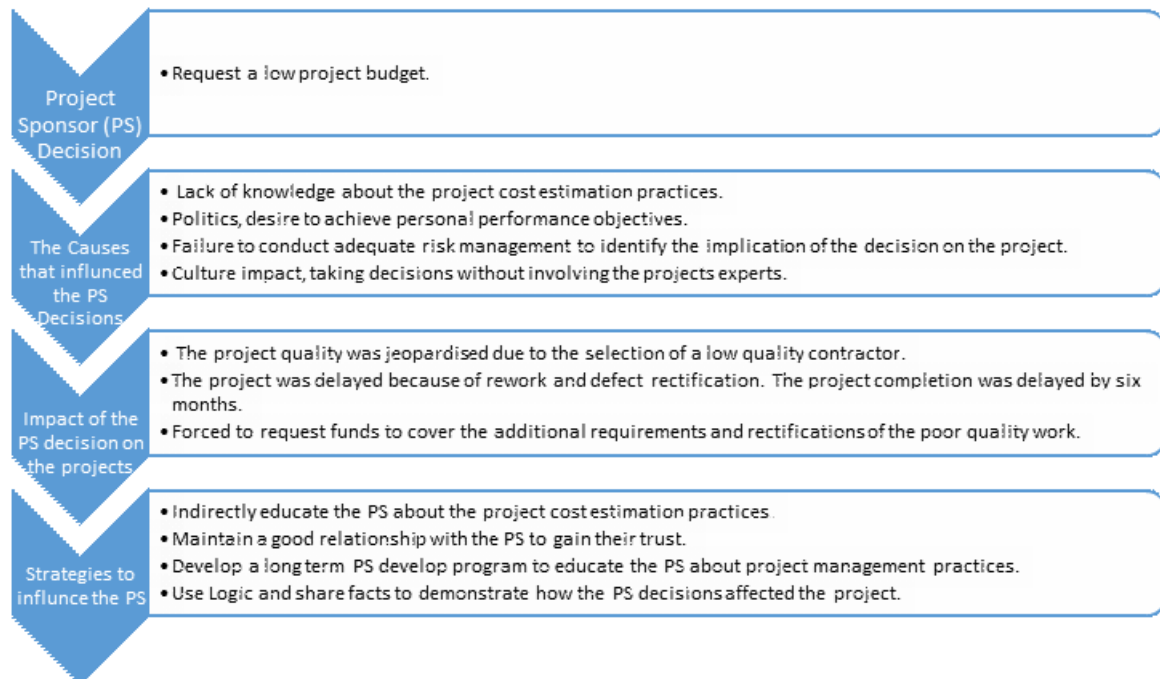 Project
Sponsor (PS)
Decision
• Request a low project budget.
The Causes
that influnced
the PS
Decisions
• Lack of knowledge about the project cost estimation practices.
• Politics, desire to achieve personal performance objectives.
• Failure to conduct adequate risk management to identify the implication of the decision on the project.
• Culture impact, taking decisions without involving the projects experts.
Impact of the
PS decision on
the projects
• The project quality was jeopardised due to the selection of a low quality contractor.
• The project was delayed because of rework and defect rectification. The project completion was delayed by six
months.
• Forced to request funds to cover the additional requirements and rectifications of the poor quality work.
Strategies to
influnce the PS
• Indirectly educate the PS about the project cost estimation practices.
• Maintain a good relationship with the PS to gain their trust.
• Develop a long term PS develop program to educate the PS about project management practices.
• Use Logic and share facts to demonstrate how the PS decisions affected the project.